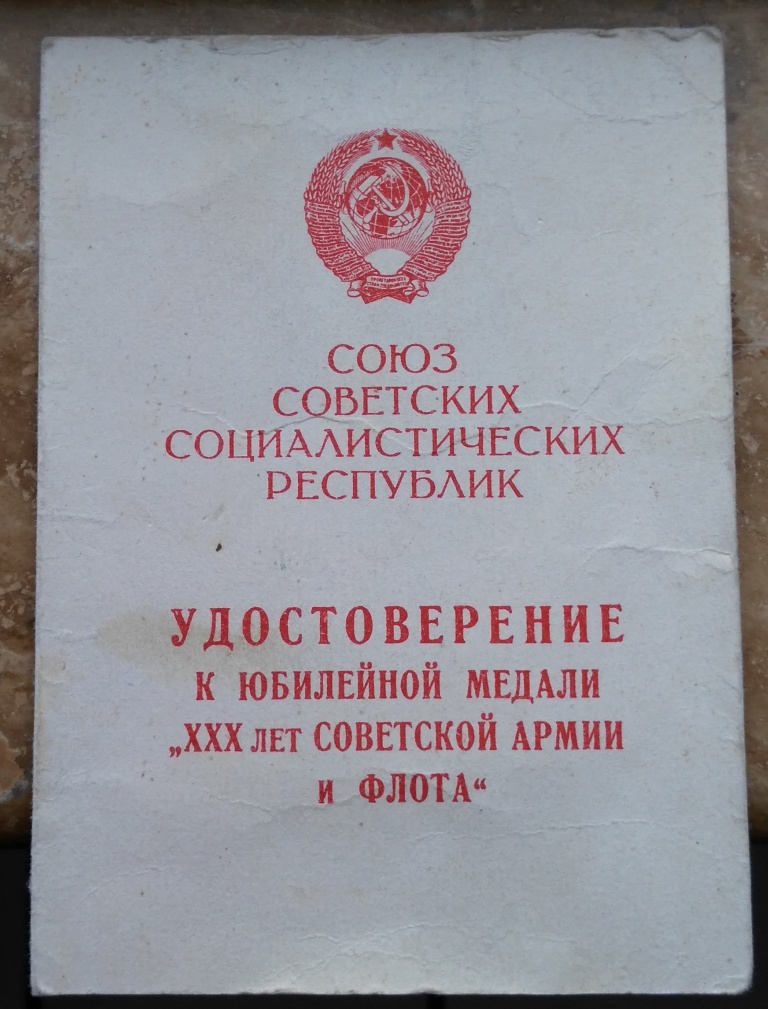 СОЮЗ
СОВЕТСКИХ
СОЦИАЛИСТИЧЕСКИХ
РЕСПУБЛИК
УДОСТОВЕРЕНИЕ
К ЮБИЛЕЙНОЙ МЕДАЛИ
„XXX ЛЕТ СОВЕТСКОЙ АРМИИ
И ФЛОТА“